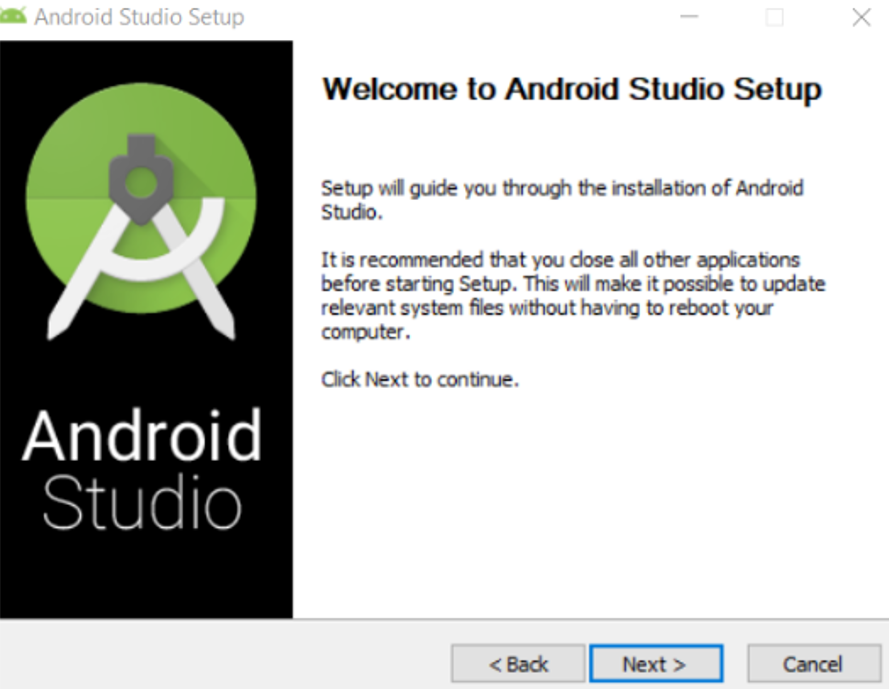 Android Studio Setup
Welcome to Android Studio Setup
Setup will guide you through the installation of Android
Studio.
It is recommended that you close all other applications
before starting Setup. This will make it possible to update
relevant system files without having to reboot your
computer.
Click Next to continue.
Android
Studio
< Back
Next >
Cancel